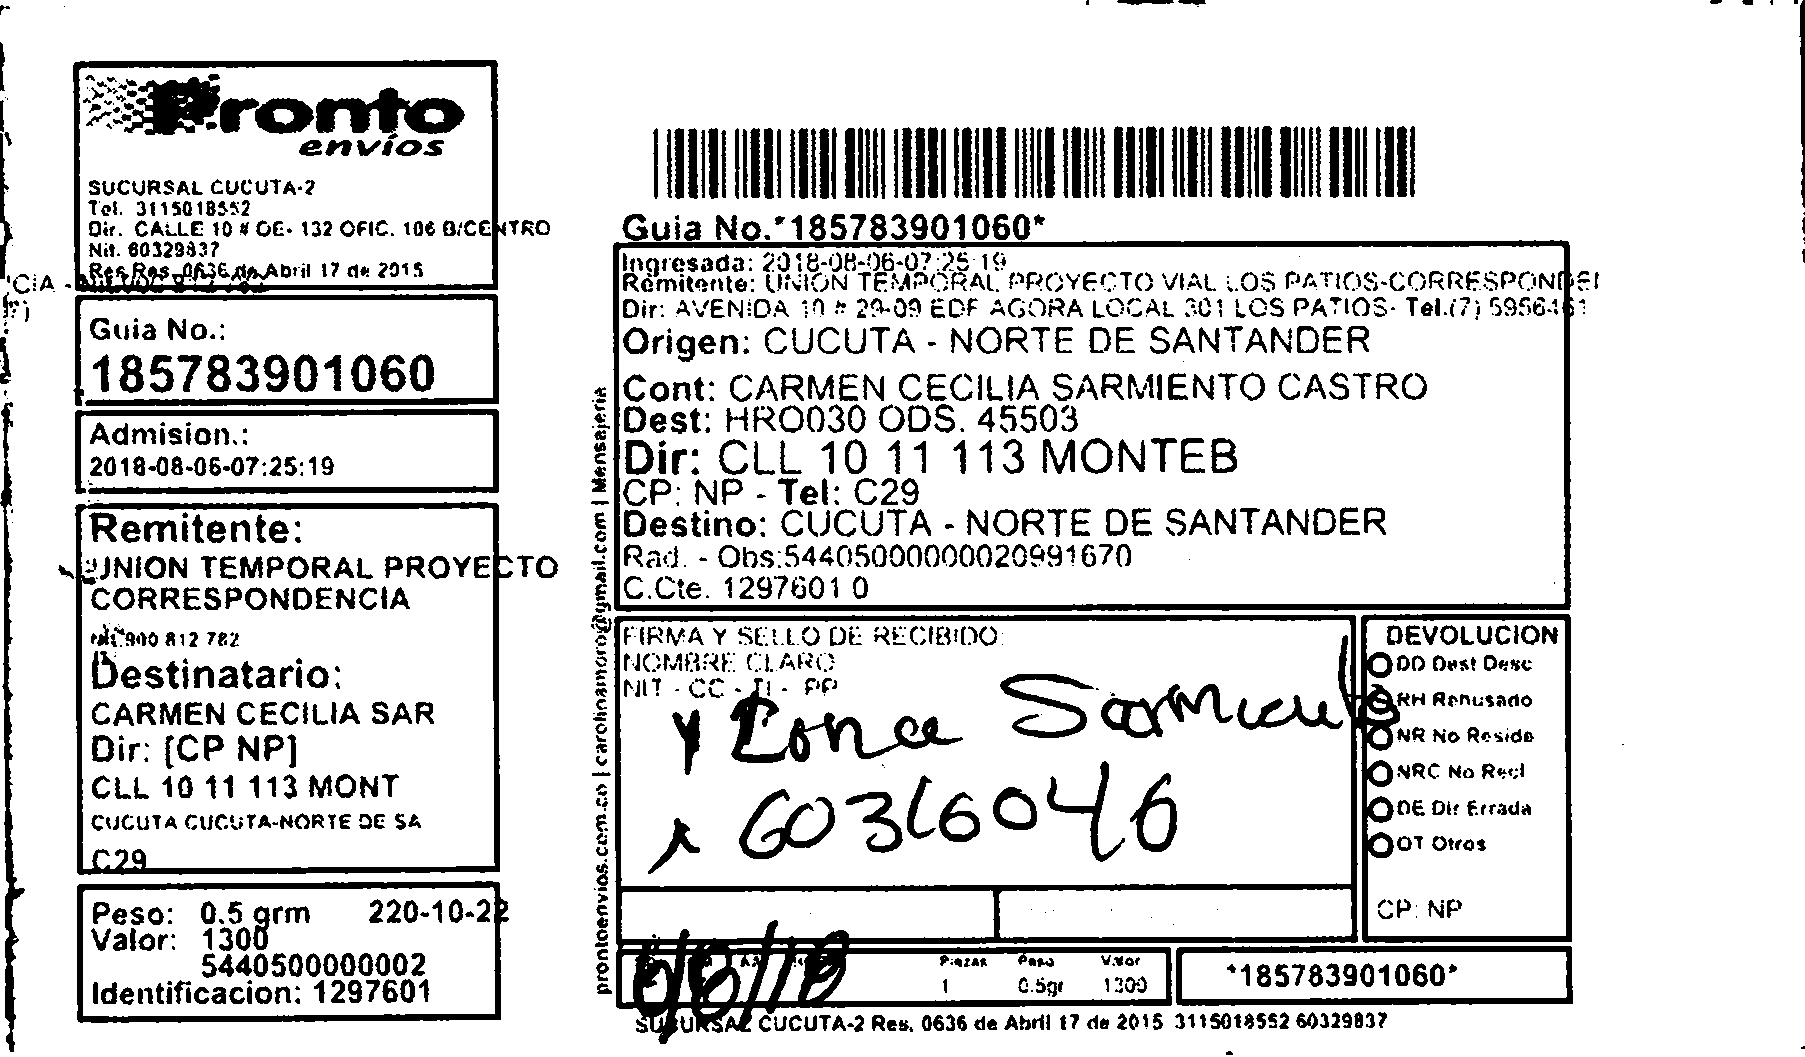 Pronto
envíos
SUCURSAL CUCUTA-2
Tel. 3115018552
Dir. CALLE 10 # OE- 132 OFIC. 106 B/CENTRO
Nit. 60329837
Res Res. 0636 de Abril 17 de 2015
Guia No.:
185783901060
Admision.:
2018-08-06-07:25:19
Remitente:
UNION TEMPORAL PROYECTO
CORRESPONDENCIA
Nit. 900 812 782
Destinatario:
CARMEN CECILIA SAR
Dir: [CP NP]
CLL 10 11 113 MONT
CUCUTA CUCUTA-NORTE DE SA
C29
Peso: 0.5 grm 220-10-22
Valor: 1300
5440500000002
Identificacion: 1297601
prontoenvios.com.co | carolinamoro@gmail.com | Mensajeria
Guia No.*185783901060*
Ingresada: 2018-08-06-07:25:19
Remitente: UNION TEMPORAL PROYECTO VIAL LOS PATIOS-CORRESPONDEN
Dir: AVENIDA 10 # 29-09 EDF AGORA LOCAL 301 LOS PATIOS- Tel.(7) 5956461
Origen: CUCUTA - NORTE DE SANTANDER
Cont: CARMEN CECILIA SARMIENTO CASTRO
Dest: HRO030 ODS. 45503
Dir: CLL 10 11 113 MONTEB
CP: NP - Tel: C29
Destino: CUCUTA - NORTE DE SANTANDER
Rad. - Obs:54405000000020991670
C.Cte. 1297601 0
FIRMA Y SELLO DE RECIBIDO
NOMBRE CLARO
NIT - CC - TI - PP
Sarmiento
60316046
DEVOLUCION
DD Dest Desc
RH Rehusado
NR No Reside
NRC No Recl
DE Dir Errada
OT Otros
CP: NP
6/8/18
Piezas Peso Valor
1 0.5gr 1300
*185783901060*
SUCURSAL CUCUTA-2 Res. 0636 de Abril 17 de 2015 3115018552 60329837